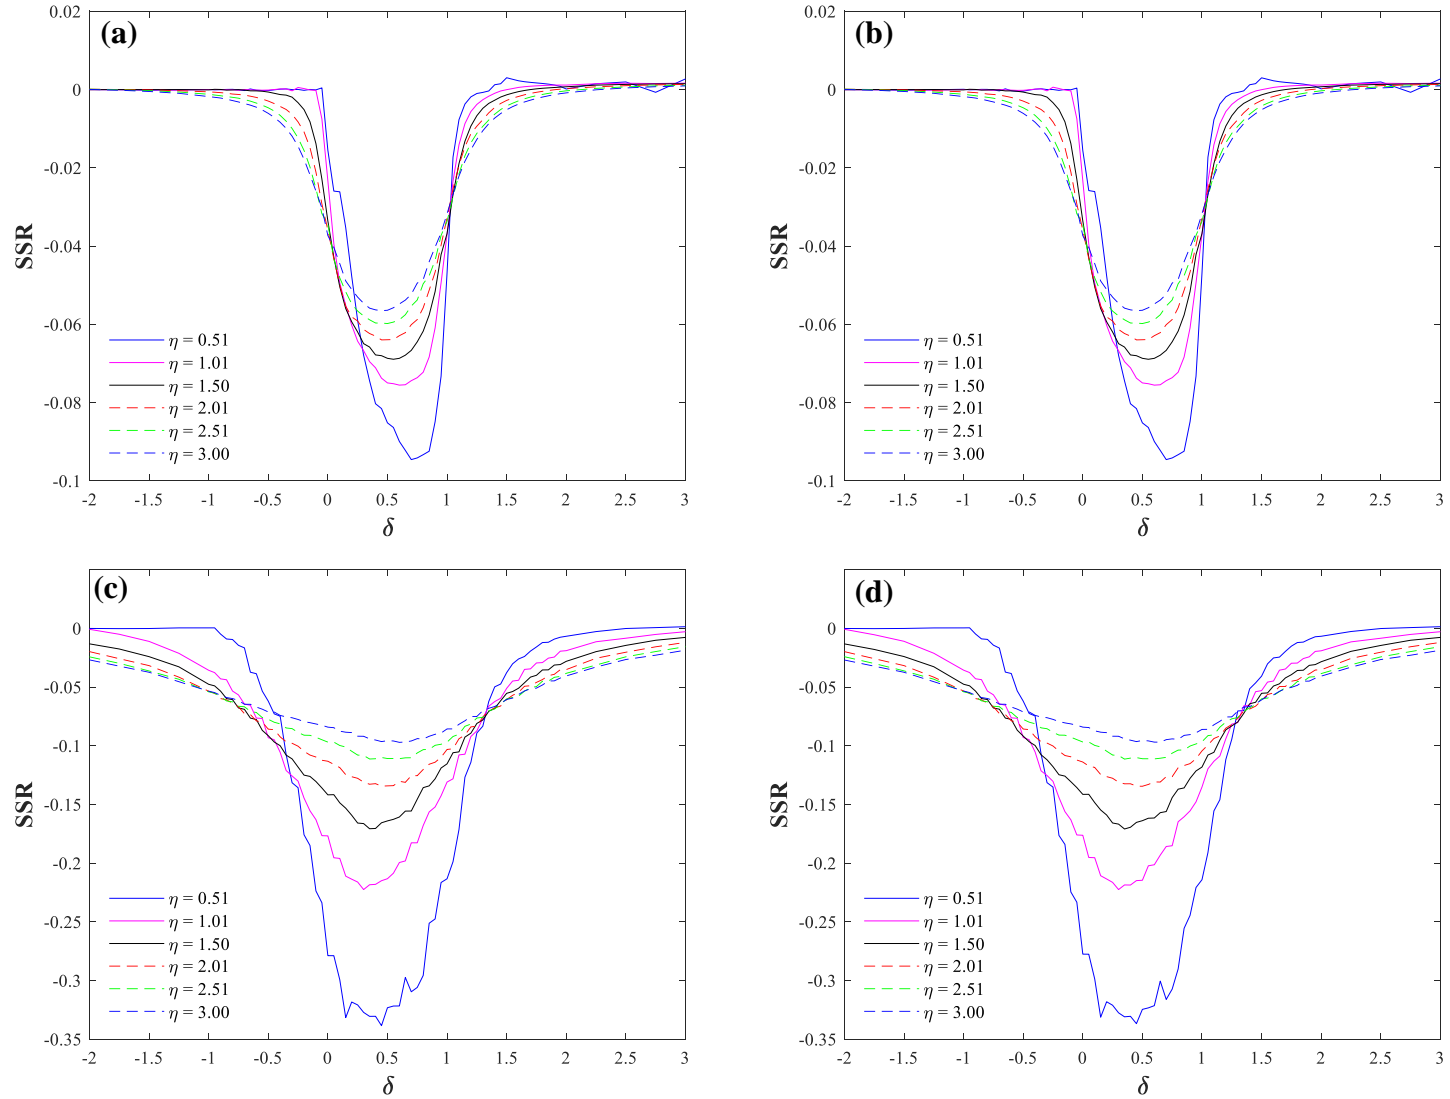 (a)
0.02
0
-0.02
-0.04
-0.06
-0.08
-0.1
SSR
η = 0.51
η = 1.01
η = 1.50
η = 2.01
η = 2.51
η = 3.00
-2 -1.5 -1 -0.5 0 0.5 1 1.5 2 2.5 3
δ
(b)
0.02
0
-0.02
-0.04
-0.06
-0.08
-0.1
SSR
η = 0.51
η = 1.01
η = 1.50
η = 2.01
η = 2.51
η = 3.00
-2 -1.5 -1 -0.5 0 0.5 1 1.5 2 2.5 3
δ
(c)
0
-0.05
-0.1
-0.15
-0.2
-0.25
-0.3
-0.35
SSR
η = 0.51
η = 1.01
η = 1.50
η = 2.01
η = 2.51
η = 3.00
-2 -1.5 -1 -0.5 0 0.5 1 1.5 2 2.5 3
δ
(d)
0
-0.05
-0.1
-0.15
-0.2
-0.25
-0.3
-0.35
SSR
η = 0.51
η = 1.01
η = 1.50
η = 2.01
η = 2.51
η = 3.00
-2 -1.5 -1 -0.5 0 0.5 1 1.5 2 2.5 3
δ